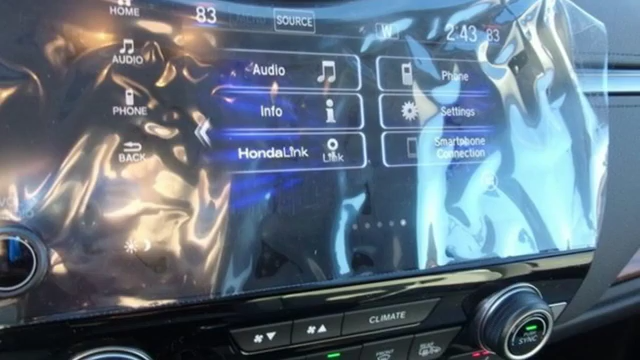 HOME
83
SOURCE
W
2:43 83
AUDIO
Audio
Phone
PHONE
Info
Settings
BACK
HondaLink
Link
Smartphone
Connection
CLIMATE
SYNC